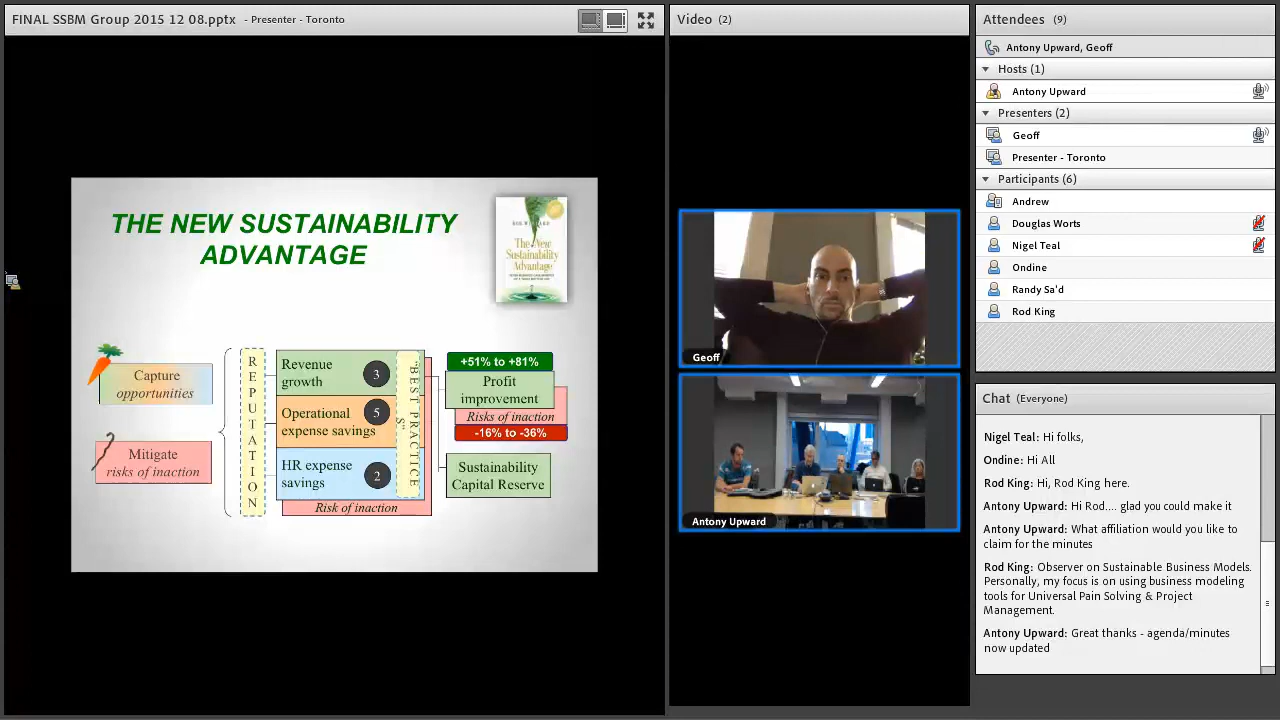 FINAL SSBM Group 2015 12 08.pptx - Presenter - Toronto
THE NEW SUSTAINABILITY
ADVANTAGE
The New
Sustainability
Advantage
Capture
opportunities
Mitigate
risks of inaction
REPUTATION
Revenue
growth
3
Operational
expense savings
5
HR expense
savings
2
"BEST PRACTICE
S"
Risk of inaction
+51% to +81%
Profit
improvement
Risks of inaction
-16% to -36%
Sustainability
Capital Reserve
Video (2)
Geoff
Antony Upward
Attendees (9)
Antony Upward, Geoff
Hosts (1)
Antony Upward
Presenters (2)
Geoff
Presenter - Toronto
Participants (6)
Andrew
Douglas Worts
Nigel Teal
Ondine
Randy Sa'd
Rod King
Chat (Everyone)
Nigel Teal: Hi folks,
Ondine: Hi All
Rod King: Hi, Rod King here.
Antony Upward: Hi Rod.... glad you could make it
Antony Upward: What affiliation would you like to
claim for the minutes
Rod King: Observer on Sustainable Business Models.
Personally, my focus is on using business modeling
tools for Universal Pain Solving & Project
Management.
Antony Upward: Great thanks - agenda/minutes
now updated